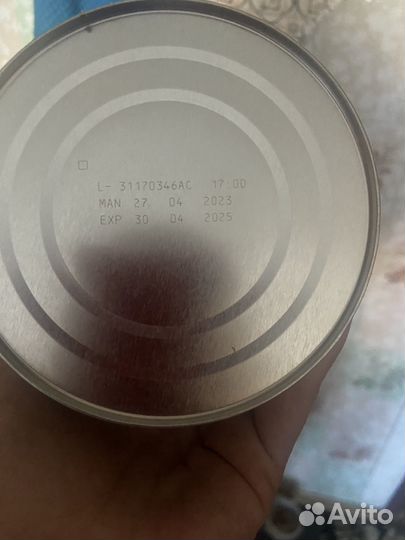 L- 31170346AC 17:00
MAN 27. 04 2023
EXP 30 04 2025
Avito